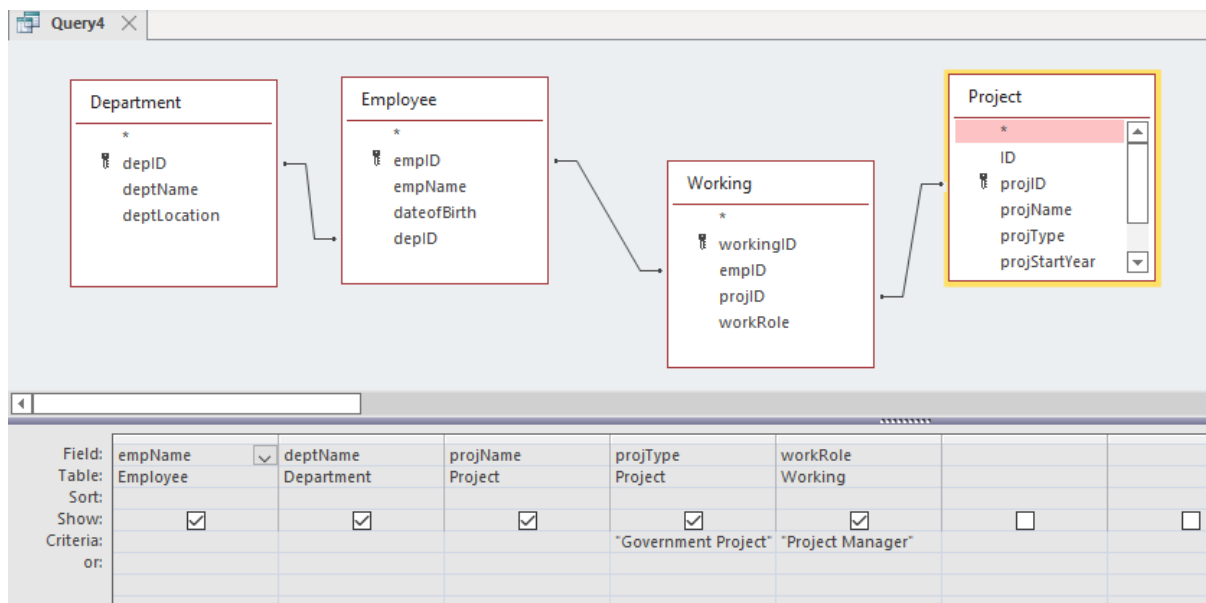 Query4
Department
*
depID
deptName
deptLocation
Employee
*
empID
empName
dateofBirth
depID
Working
*
workingID
empID
projID
workRole
Project
*
ID
projID
projName
projType
projStartYear
Field: empName deptName projName projType workRole
Table: Employee Department Project Project Working
Sort:
Show:
Criteria: "Government Project" "Project Manager"
or: